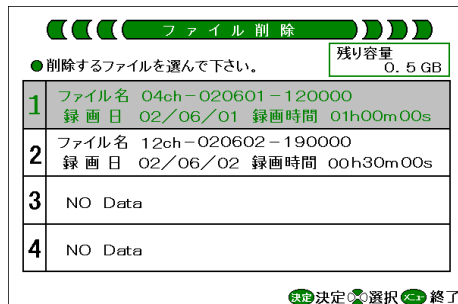 ファイル削除
●削除するファイルを選んで下さい。
残り容量
0.5GB
1
ファイル名 04ch-020601-120000
録画日 02/06/01 録画時間 01h00m00s
2
ファイル名 12ch-020602-190000
録画日 02/06/02 録画時間 00h30m00s
3 NO Data
4 NO Data
決定 決定 選択 メニュー 終了